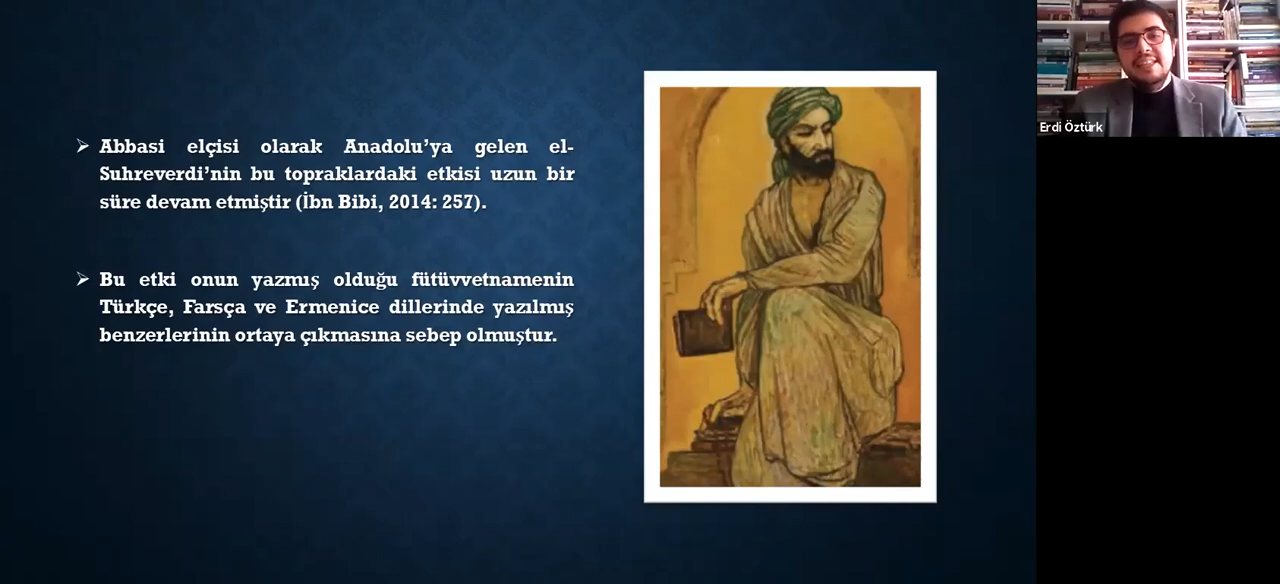 Abbasi elçisi olarak Anadolu’ya gelen el-
Suhreverdi’nin bu topraklardaki etkisi uzun bir
süre devam etmiştir (İbn Bibi, 2014: 257).
Bu etki onun yazmış olduğu fütüvvetnamenin
Türkçe, Farsça ve Ermenice dillerinde yazılmış
benzerlerinin ortaya çıkmasına sebep olmuştur.
Erdi Öztürk